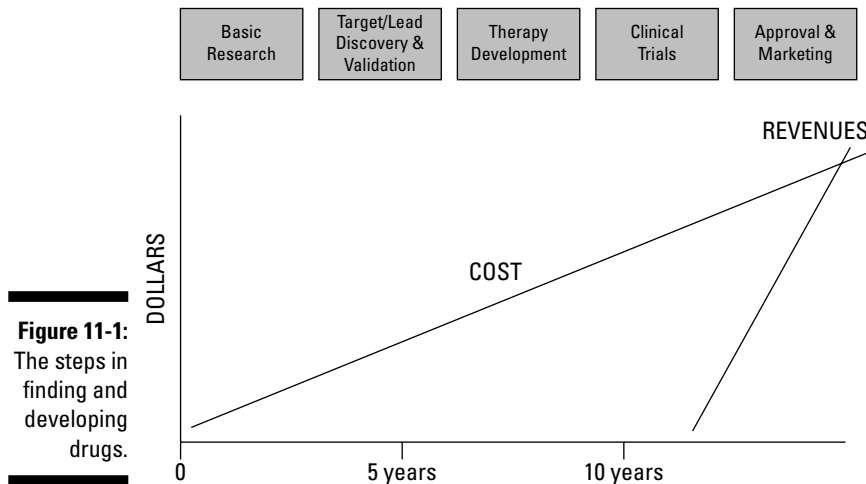 Basic
Research
Target/Lead
Discovery &
Validation
Therapy
Development
Clinical
Trials
Approval &
Marketing
REVENUES
COST
DOLLARS
Figure 11-1:
The steps in
finding and
developing
drugs.
0
5 years
10 years